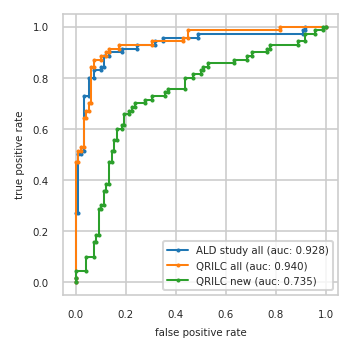 1.0
0.8
0.6
0.4
0.2
0.0
true positive rate
ALD study all (auc: 0.928)
QRILC all (auc: 0.940)
QRILC new (auc: 0.735)
0.0 0.2 0.4 0.6 0.8 1.0
false positive rate